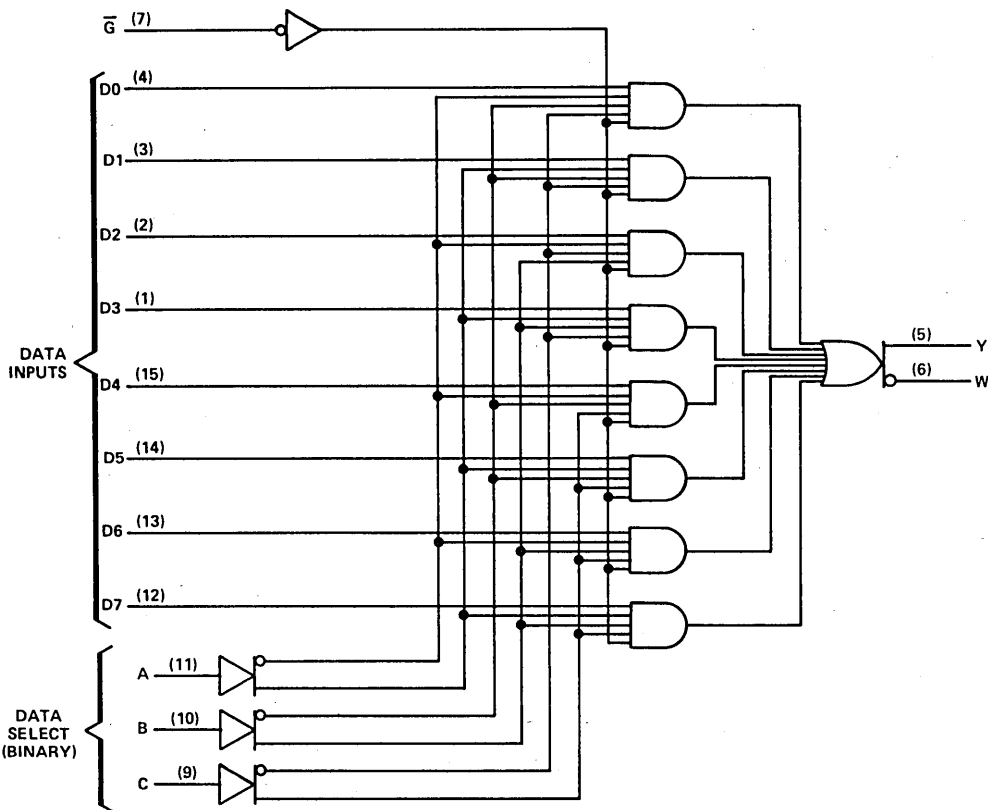 G̅ (7)
D0 (4)
D1 (3)
D2 (2)
D3 (1)
D4 (15)
D5 (14)
D6 (13)
D7 (12)
DATA
INPUTS
(5) Y
(6) W
A (11)
B (10)
C (9)
DATA
SELECT
(BINARY)